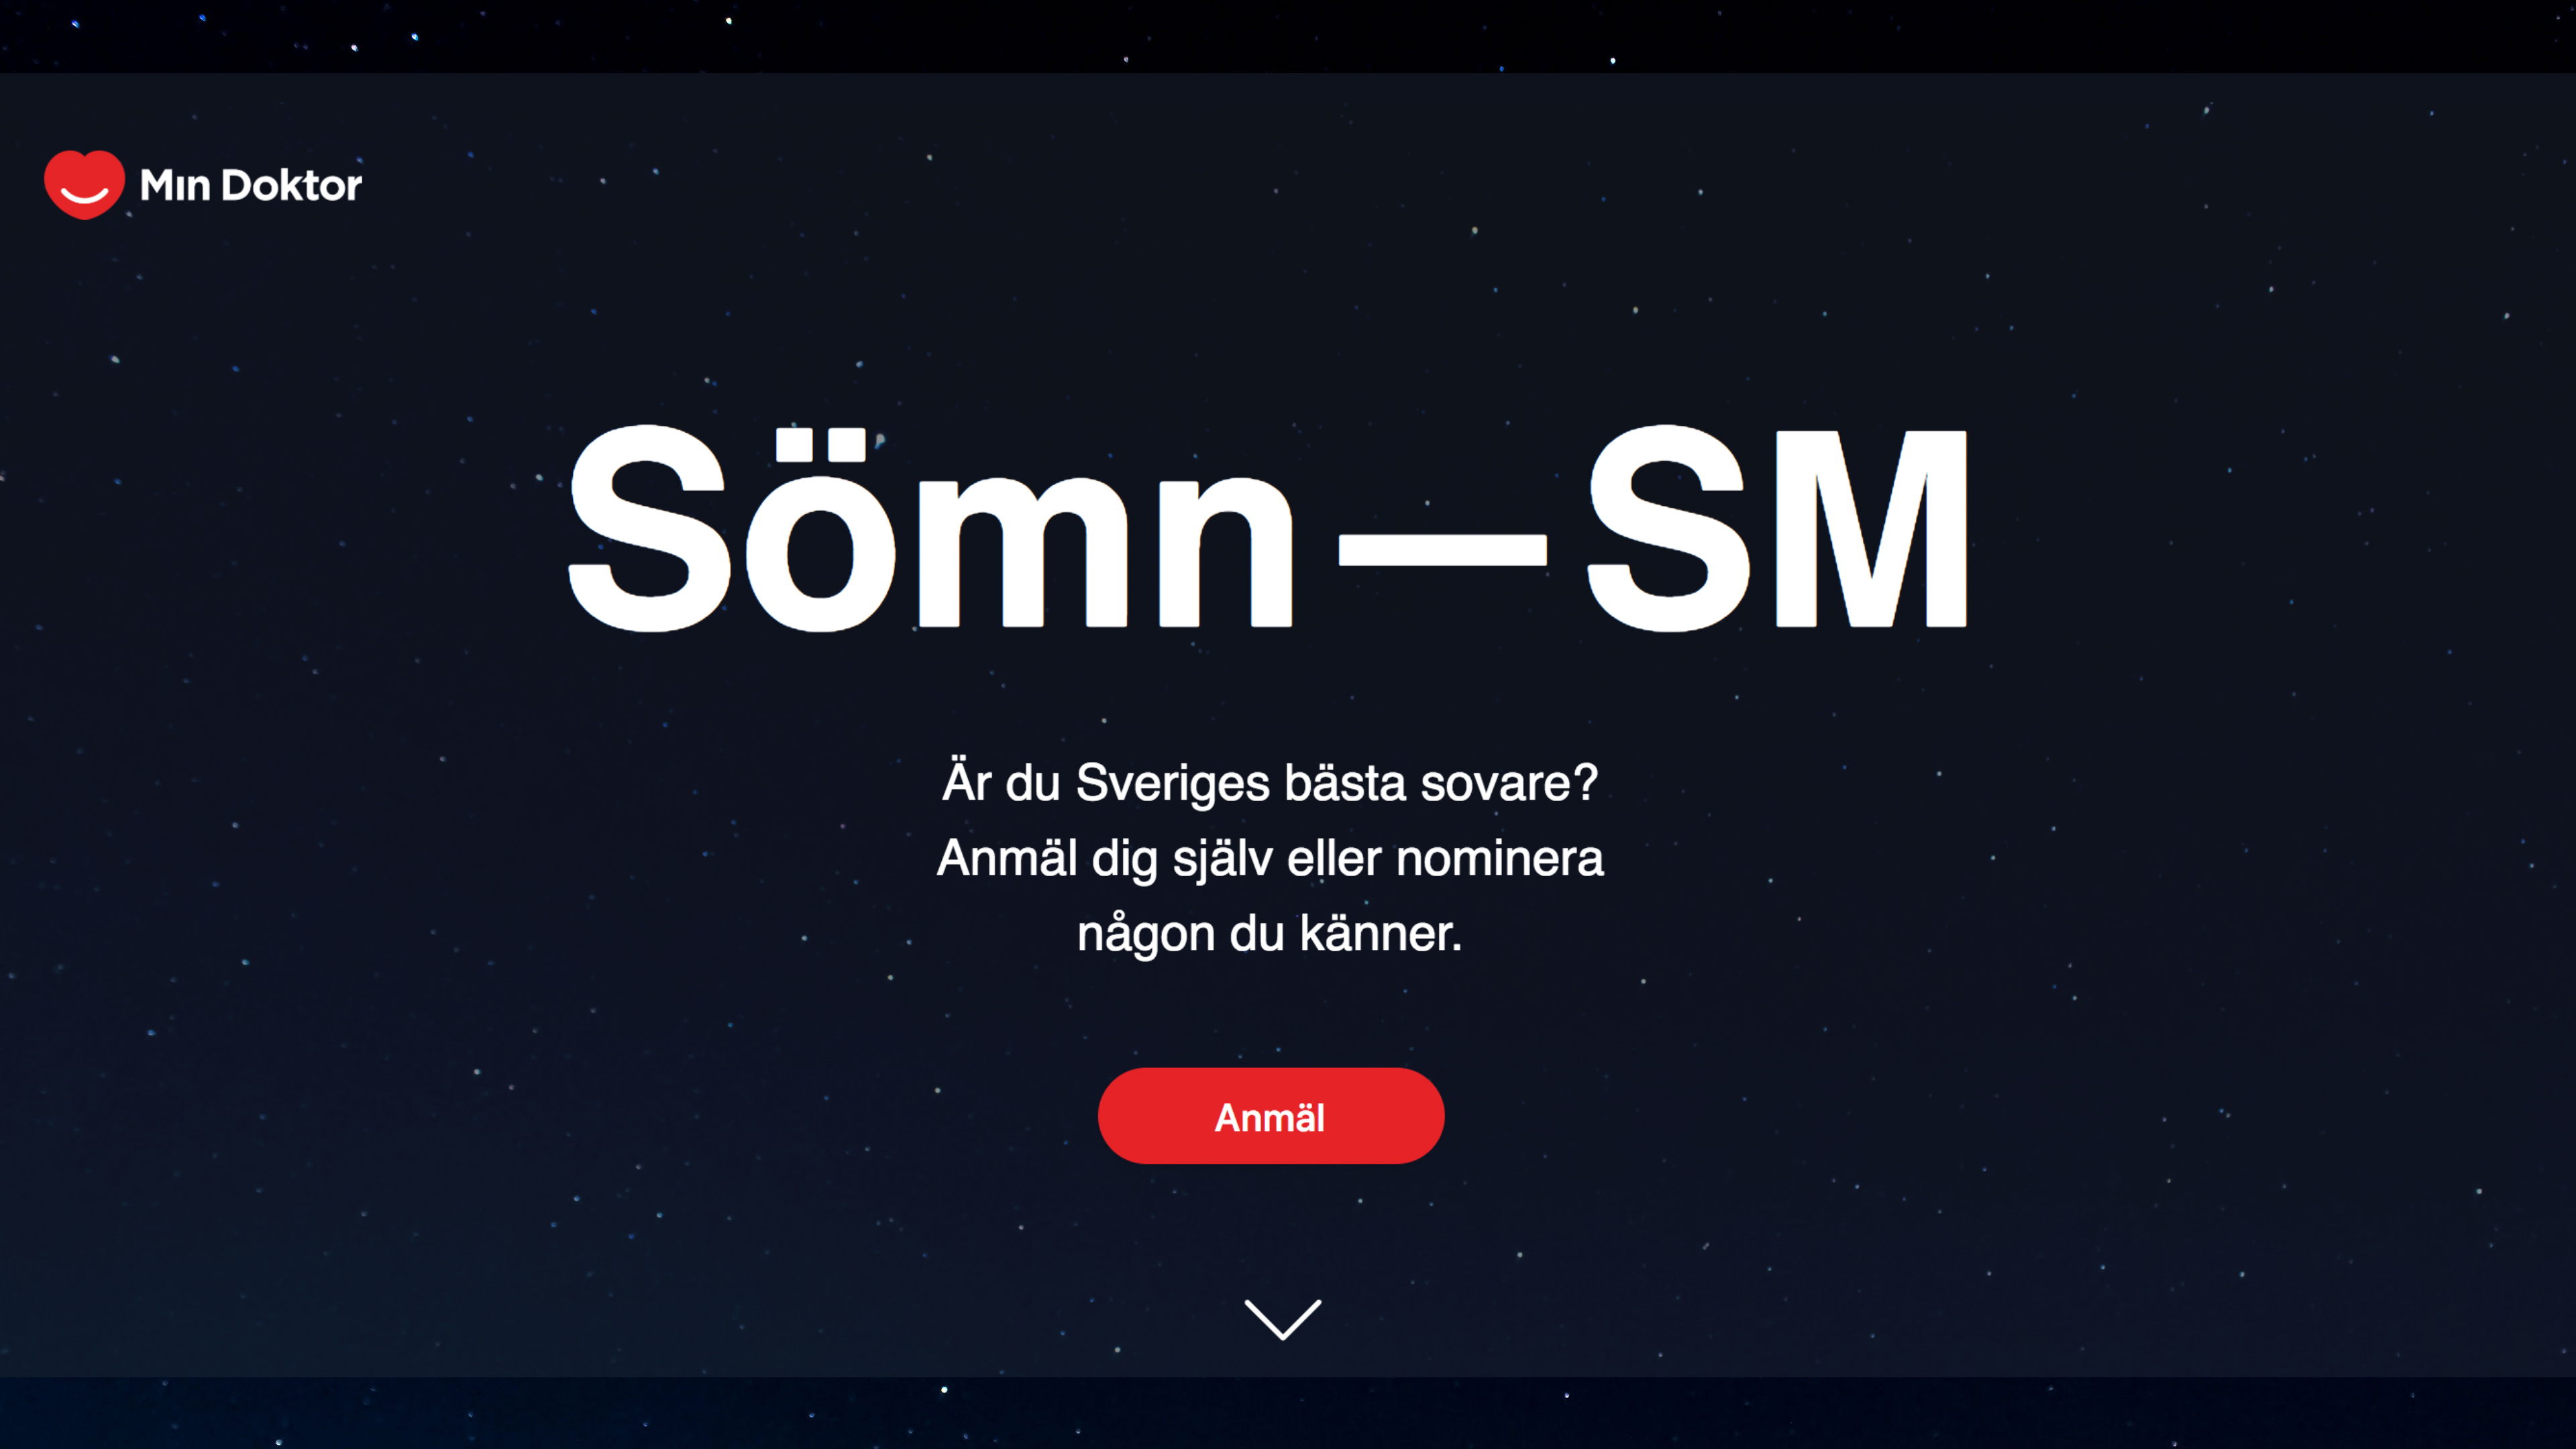 Min Doktor
Sömn—SM
Är du Sveriges bästa sovare?
Anmäl dig själv eller nominera
någon du känner.
Anmäl